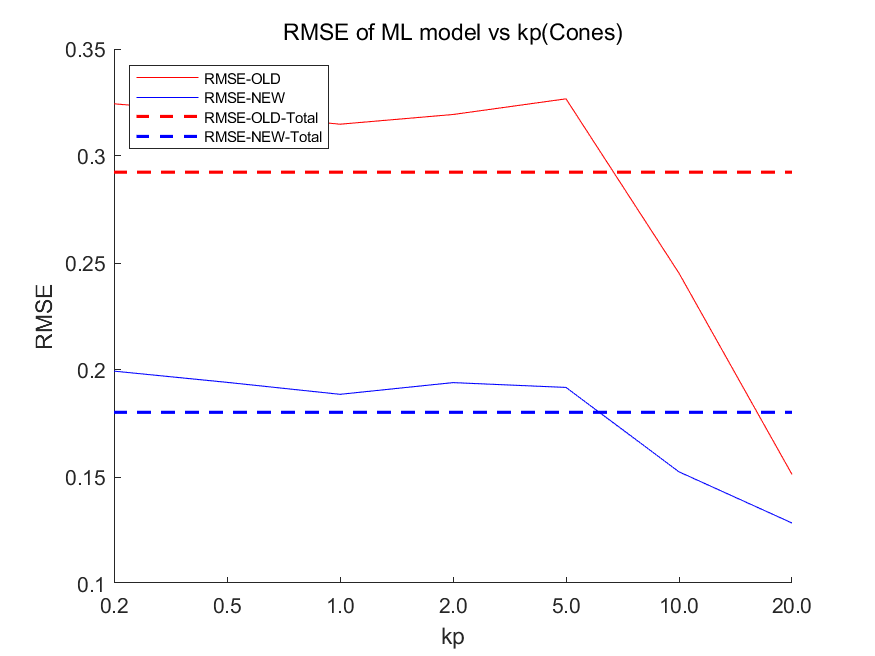 RMSE of ML model vs kp(Cones)
0.35
RMSE-OLD
RMSE-NEW
RMSE-OLD-Total
RMSE-NEW-Total
0.3
0.25
RMSE
0.2
0.15
0.1
0.2 0.5 1.0 2.0 5.0 10.0 20.0
kp